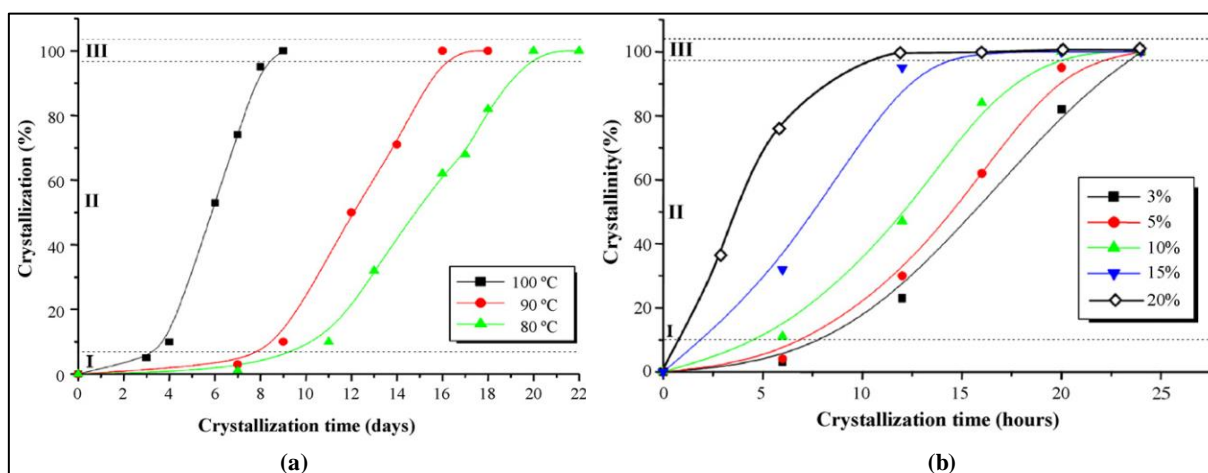 III
II
I
Crystallization (%)
100
80
60
40
20
0
0 2 4 6 8 10 12 14 16 18 20 22
Crystallization time (days)
100 ºC
90 ºC
80 ºC
(a)
III
II
I
Crystallinity(%)
100
80
60
40
20
0
0 5 10 15 20 25
Crystallization time (hours)
3%
5%
10%
15%
20%
(b)